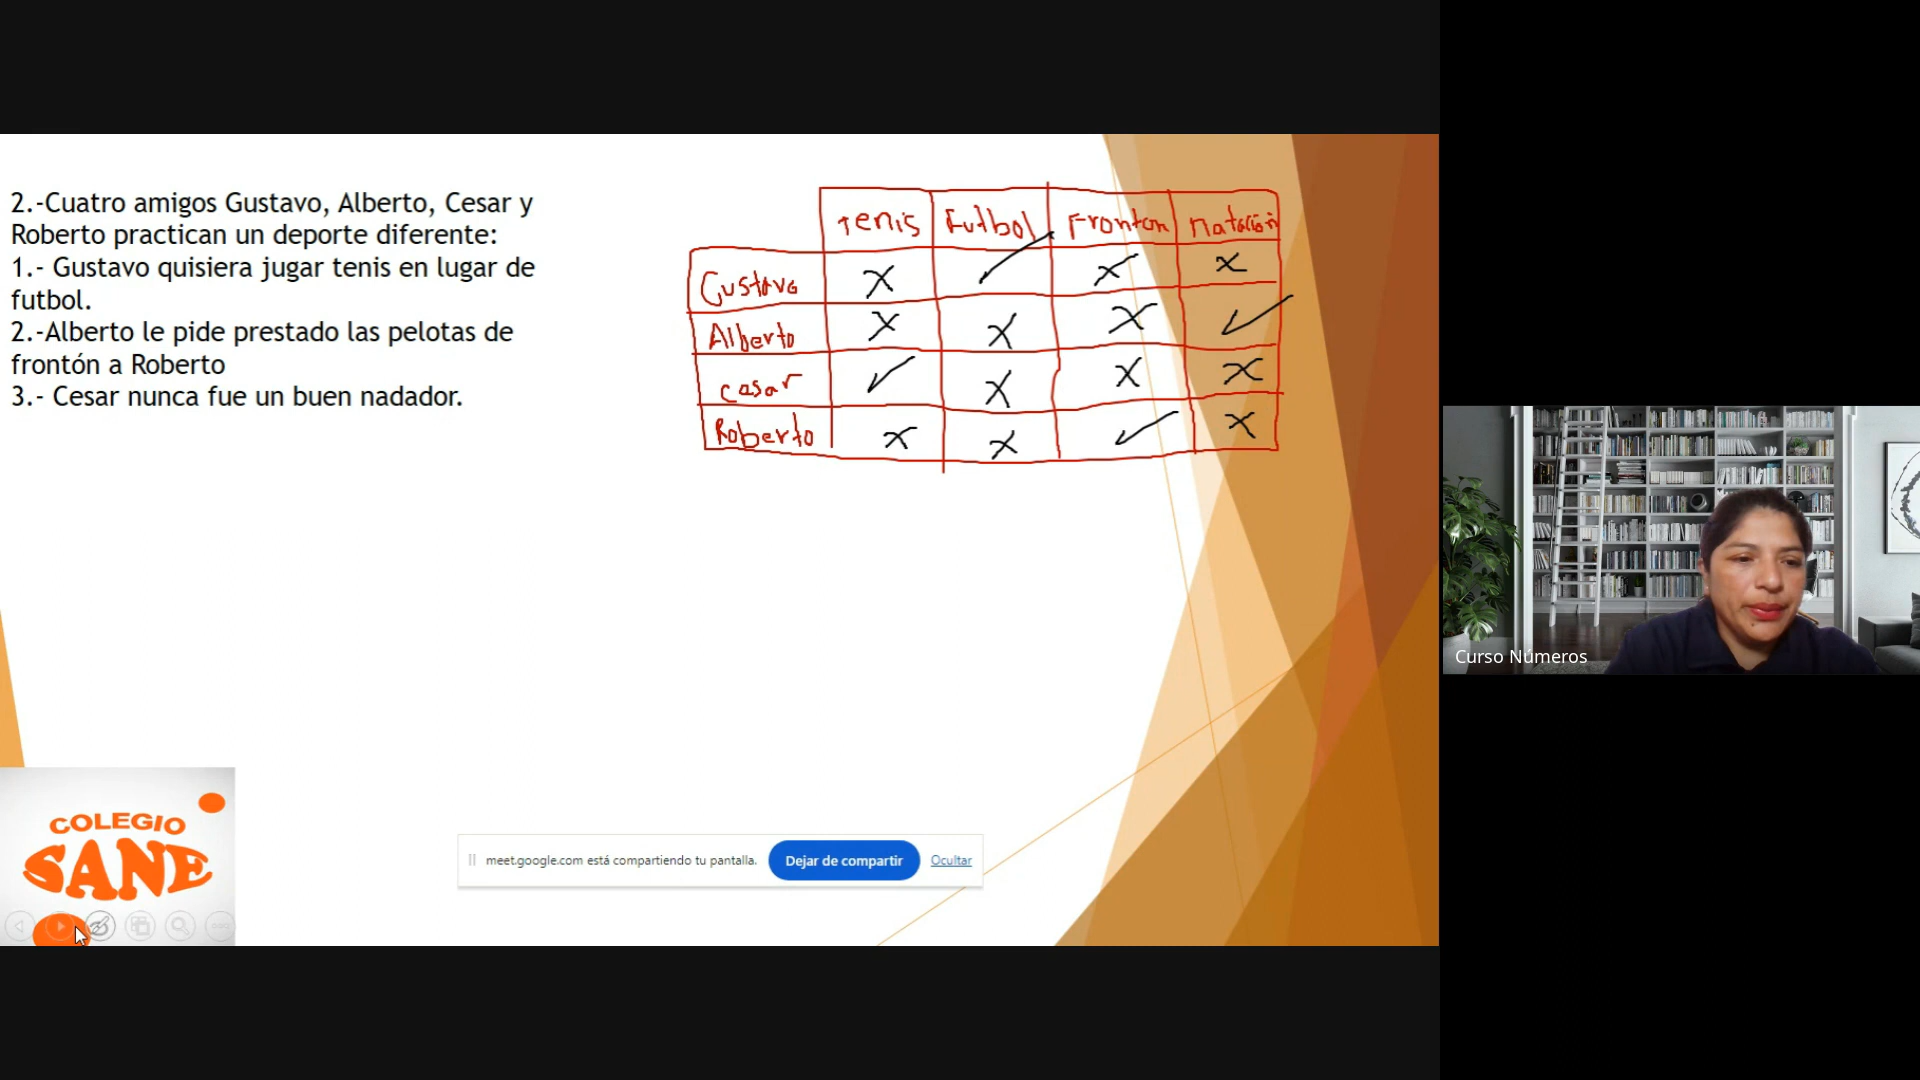 2.-Cuatro amigos Gustavo, Alberto, Cesar y
Roberto practican un deporte diferente:
1.- Gustavo quisiera jugar tenis en lugar de
futbol.
2.-Alberto le pide prestado las pelotas de
frontón a Roberto
3.- Cesar nunca fue un buen nadador.
Tenis Futbol Fronton Natación
Gustavo x ✓ x x
Alberto x x x ✓
Cesar ✓ x x x
Roberto x x ✓ x
COLEGIO
SANE
meet.google.com está compartiendo tu pantalla. Dejar de compartir Ocultar
Curso Números